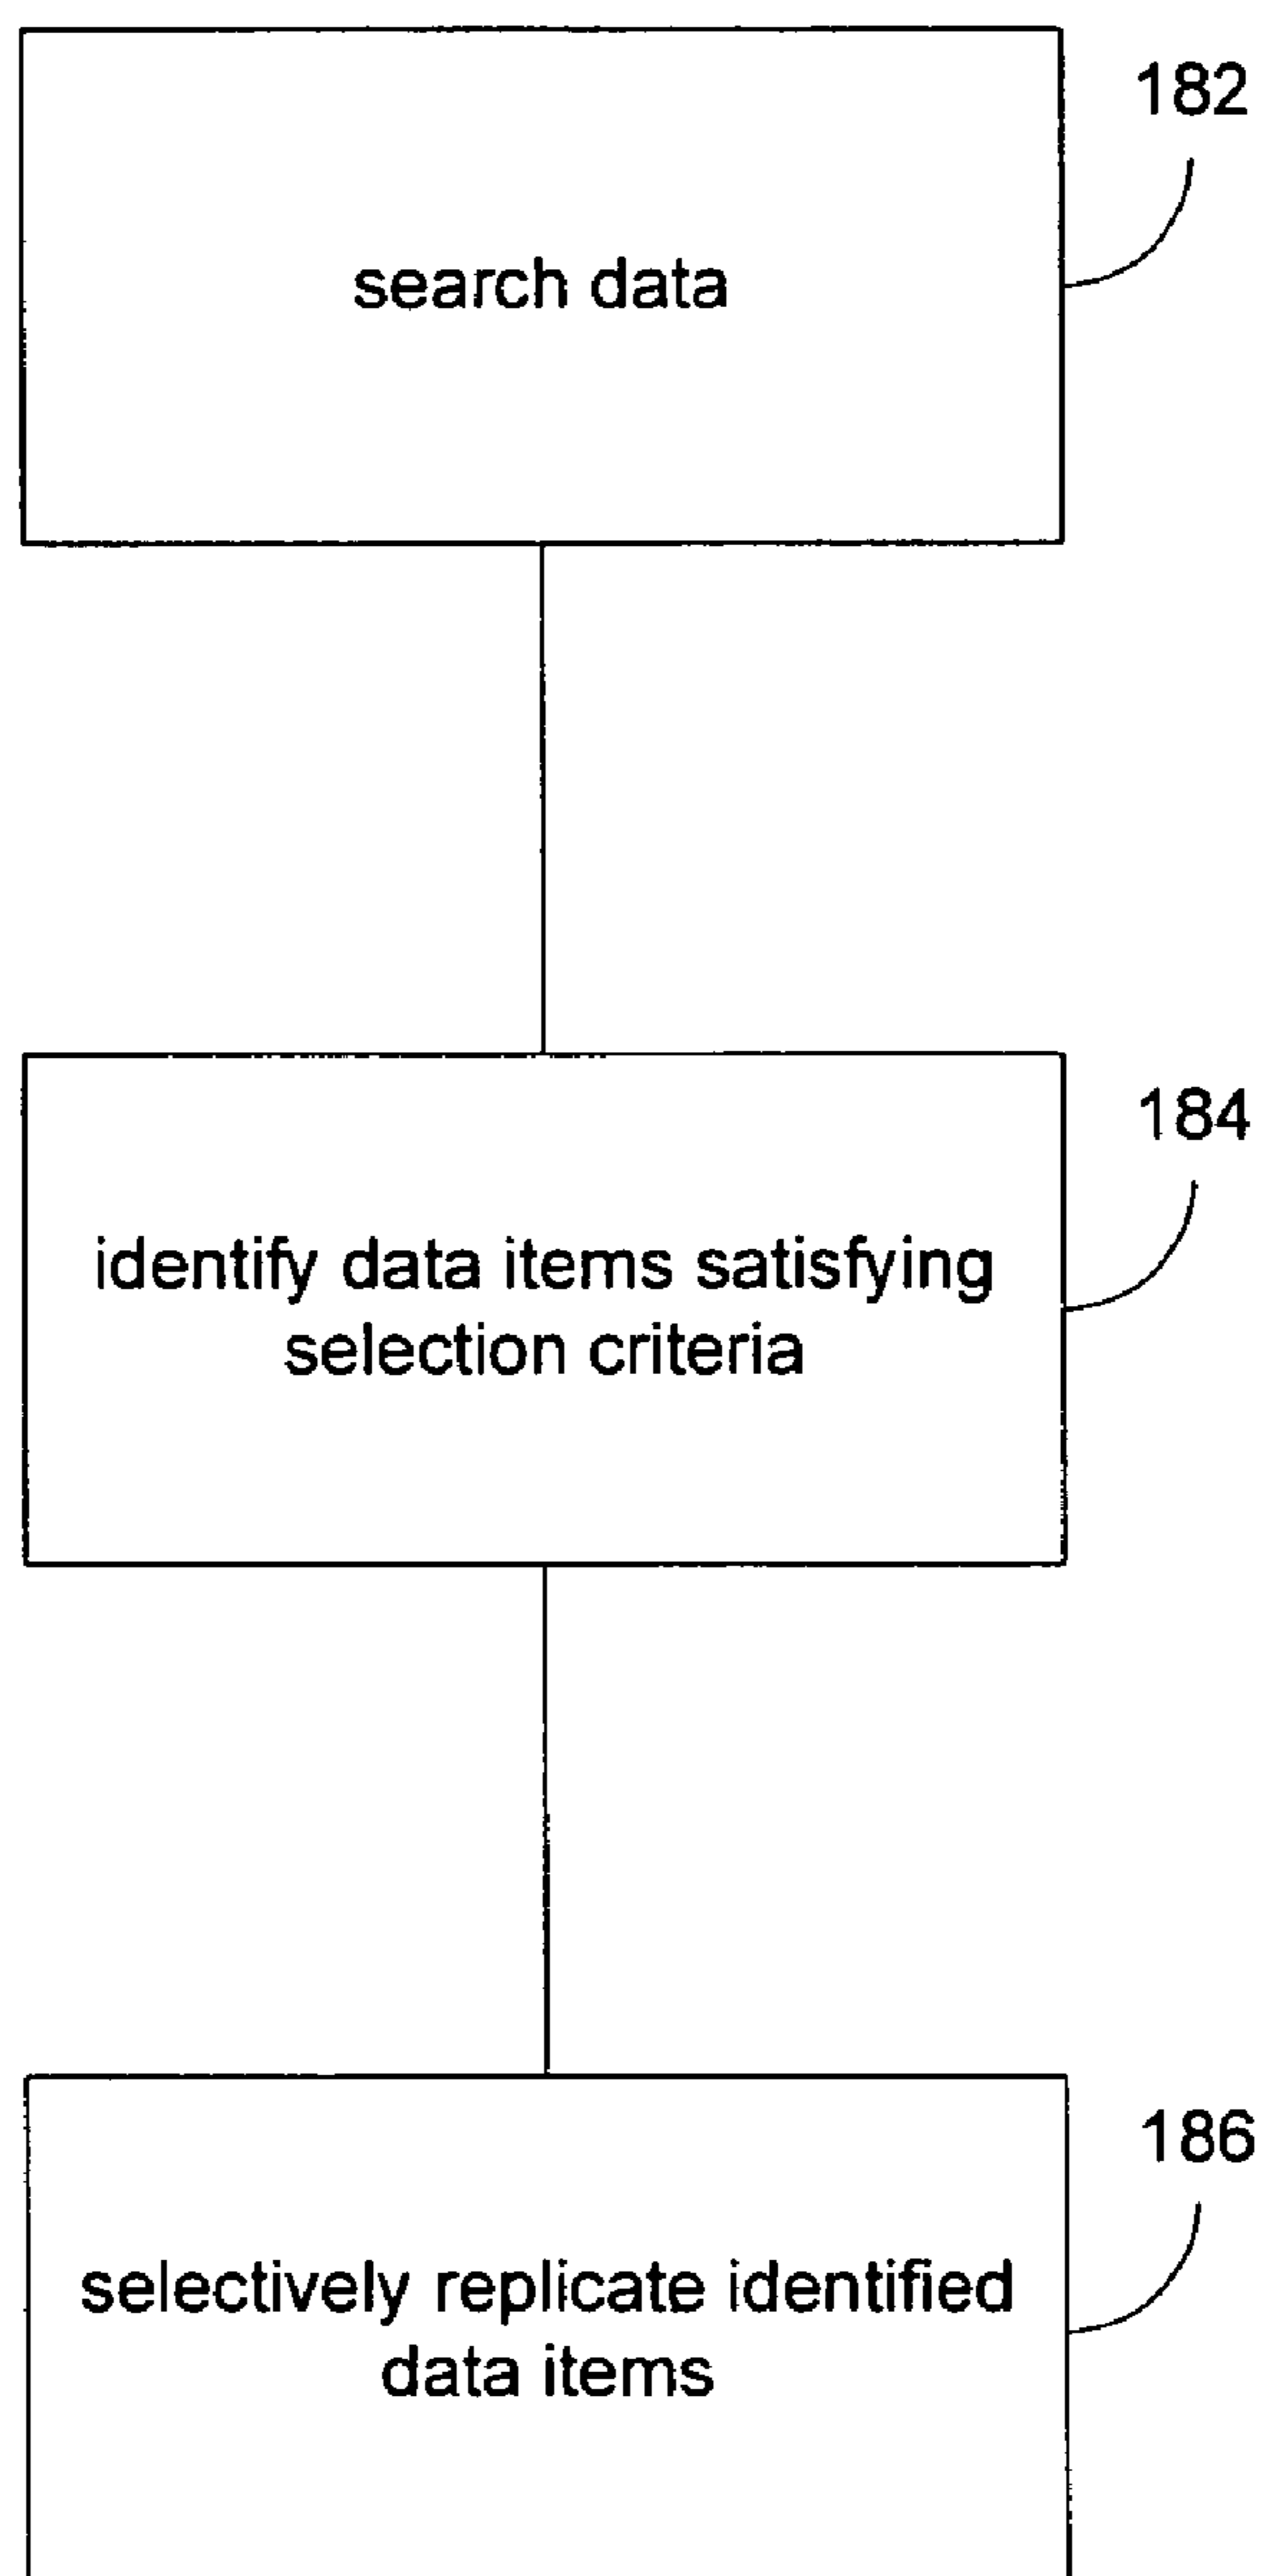 182
search data
184
identify data items satisfying
selection criteria
186
selectively replicate identified
data items